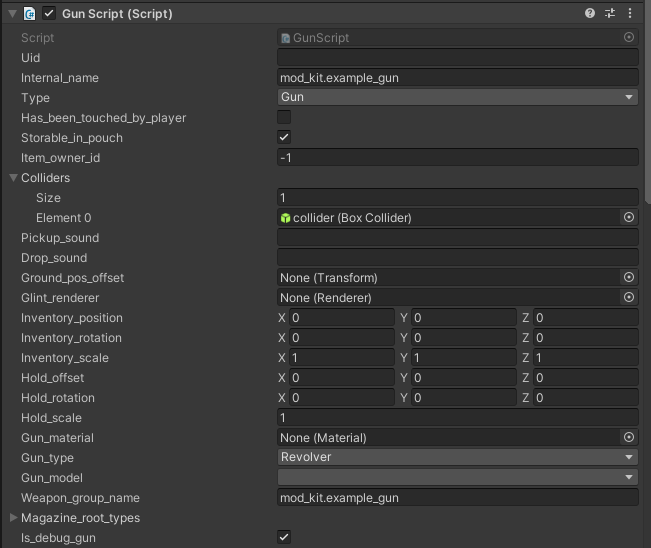 Gun Script (Script)
Script GunScript
Uid
Internal_name mod_kit.example_gun
Type Gun
Has_been_touched_by_player
Storable_in_pouch
Item_owner_id -1
Colliders
Size 1
Element 0 collider (Box Collider)
Pickup_sound
Drop_sound
Ground_pos_offset None (Transform)
Glint_renderer None (Renderer)
Inventory_position X 0 Y 0 Z 0
Inventory_rotation X 0 Y 0 Z 0
Inventory_scale X 1 Y 1 Z 1
Hold_offset X 0 Y 0 Z 0
Hold_rotation X 0 Y 0 Z 0
Hold_scale 1
Gun_material None (Material)
Gun_type Revolver
Gun_model
Weapon_group_name mod_kit.example_gun
Magazine_root_types
Is_debug_gun